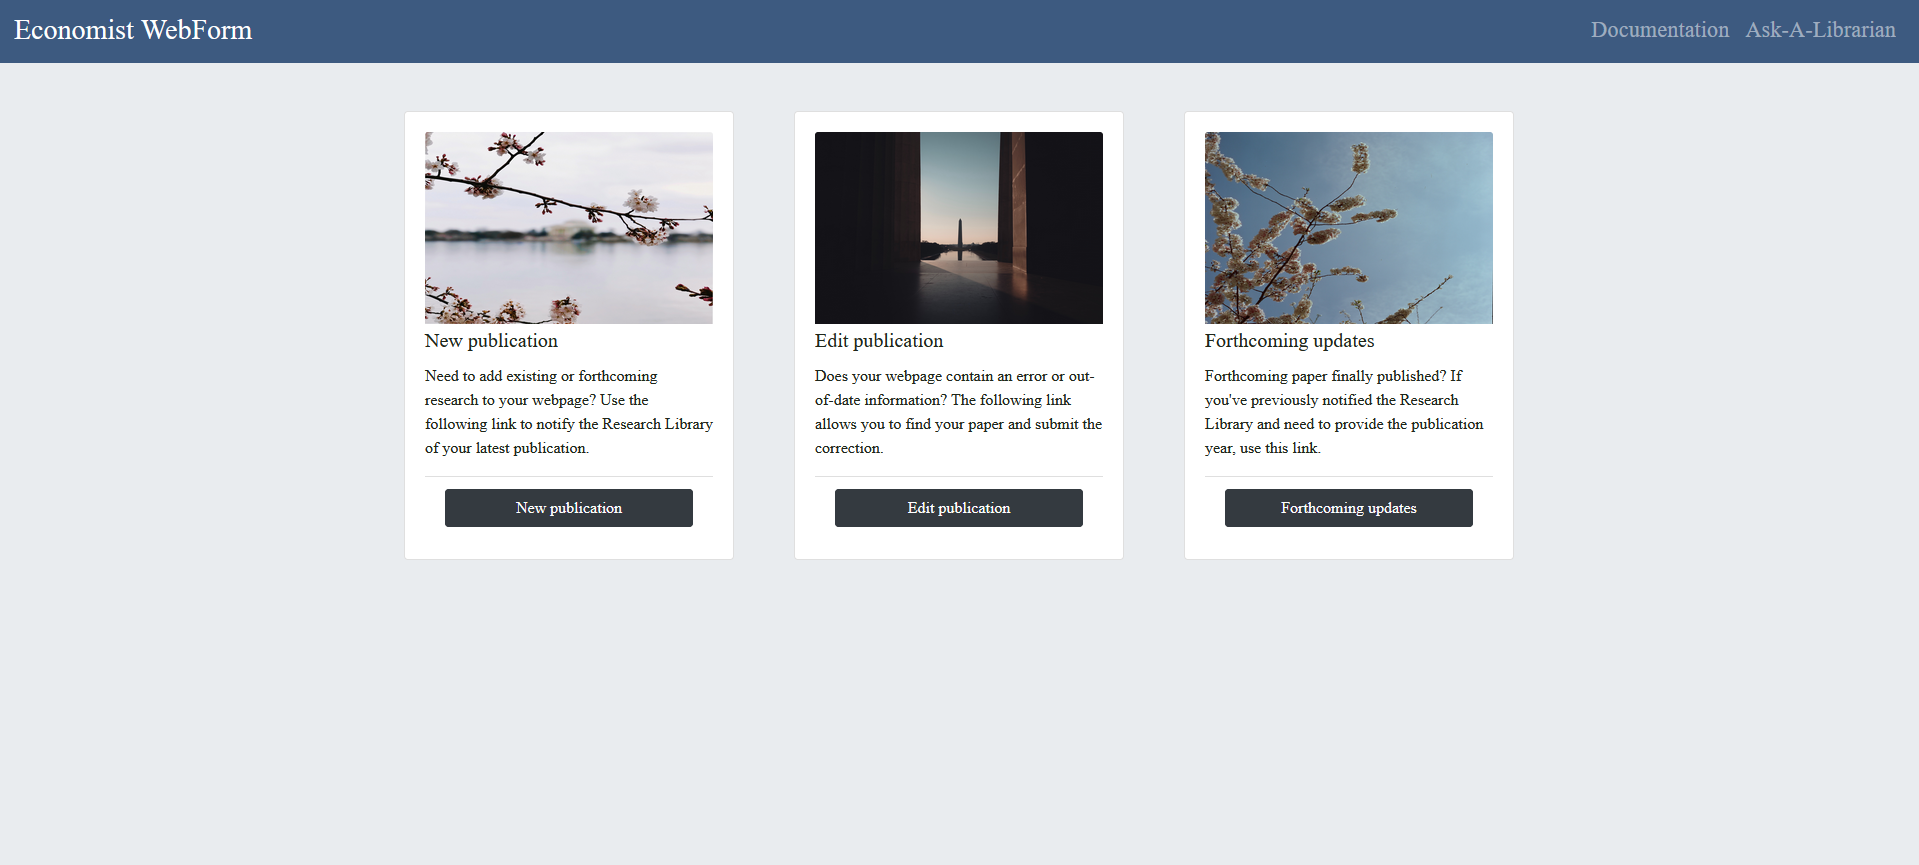 Economist WebForm
Documentation Ask-A-Librarian
New publication
Need to add existing or forthcoming
research to your webpage? Use the
following link to notify the Research Library
of your latest publication.
New publication
Edit publication
Does your webpage contain an error or out-
of-date information? The following link
allows you to find your paper and submit the
correction.
Edit publication
Forthcoming updates
Forthcoming paper finally published? If
you've previously notified the Research
Library and need to provide the publication
year, use this link.
Forthcoming updates